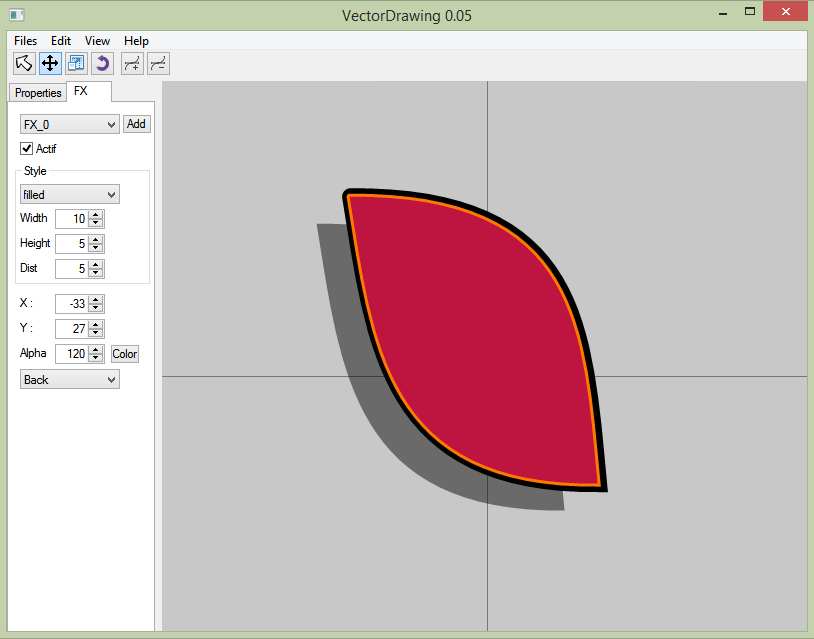 VectorDrawing 0.05
Files Edit View Help
Properties FX
FX_0 Add
Actif
Style
filled
Width 10
Height 5
Dist 5
X : -33
Y : 27
Alpha 120 Color
Back